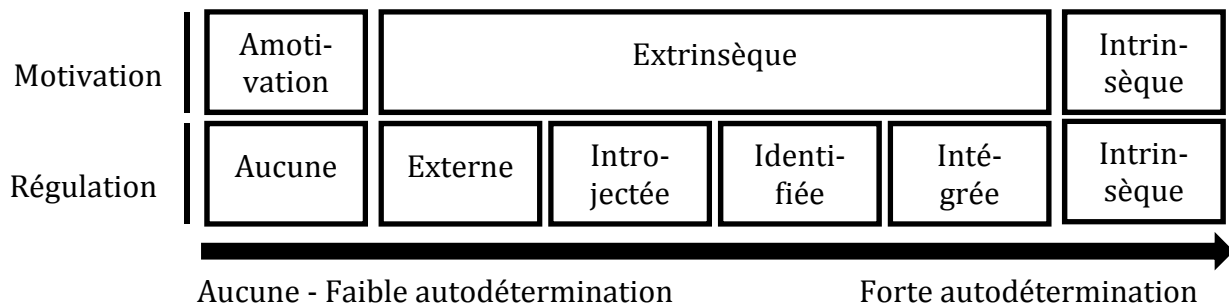 Motivation
Amoti-
vation
Extrinsèque
Intrin-
sèque
Régulation
Aucune
Externe
Intro-
jectée
Identi-
fiée
Inté-
grée
Intrin-
sèque
Aucune - Faible autodétermination
Forte autodétermination